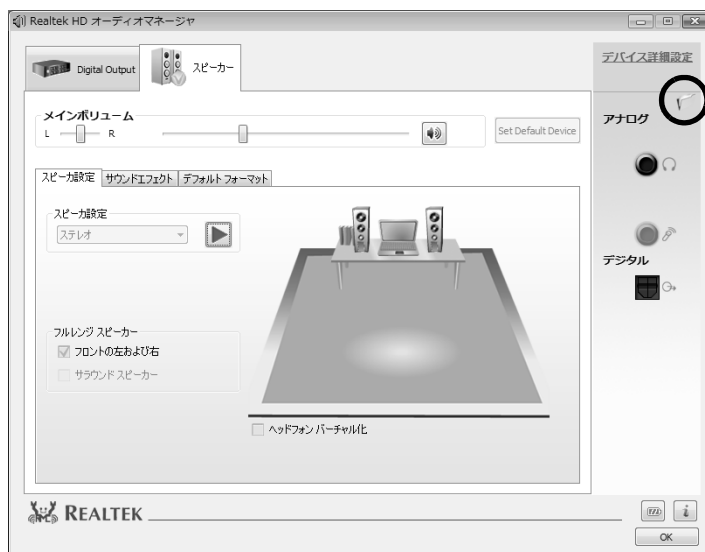 Realtek HD オーディオマネージャ
Digital Output
スピーカー
デバイス詳細設定
メインボリューム
L
R
Set Default Device
アナログ
スピーカ設定
サウンドエフェクト
デフォルト フォーマット
スピーカ設定
ステレオ
デジタル
フルレンジ スピーカー
フロントの左および右
サラウンド スピーカー
ヘッドフォン バーチャル化
REALTEK
i
OK